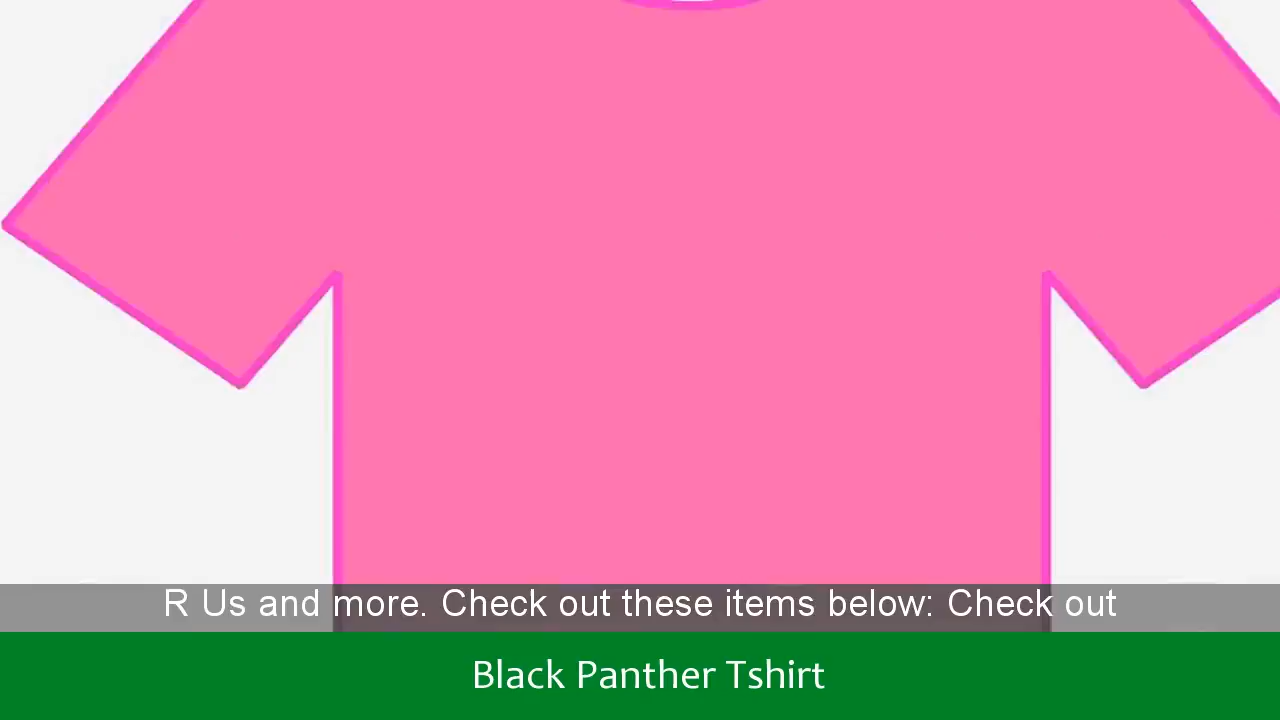 R Us and more. Check out these items below: Check out
Black Panther Tshirt